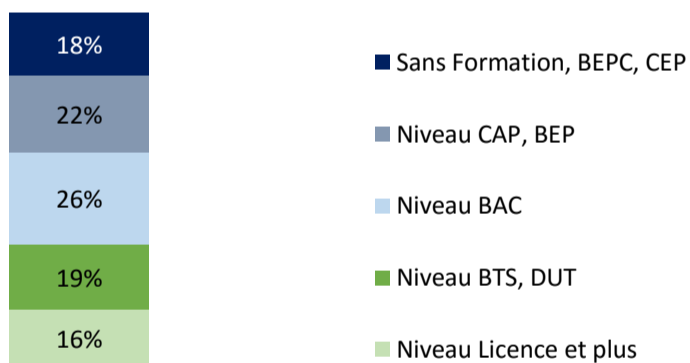 18%
22%
26%
19%
16%
Sans Formation, BEPC, CEP
Niveau CAP, BEP
Niveau BAC
Niveau BTS, DUT
Niveau Licence et plus